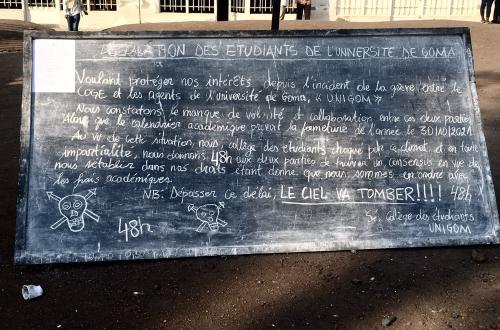 DECLARATION DES ETUDIANTS DE L'UNIVERSITE DE GOMA
Voulant protéger nos intérêts depuis l'incident de la grève entre le
COGE et les agents de l'université de Goma, « UNIGOM »
Nous constatons le manque de volonté et collaboration entre ces deux parties,
Alors que le calendrier académique prévoit la fermeture de l'année le 30/10/2021
Au vu de cette situation, nous collège des étudiants chaque climat, et en toute
impartialité, nous donnons 48h aux deux parties de trouver un consensus en vue de
nous rétablir dans nos droits étant donné que nous sommes en ordre avec
les frais académiques.
NB: Dépasser ce délai, LE CIEL VA TOMBER!!!! 48h
48h
Sé, collège des étudiants
UNIGOM